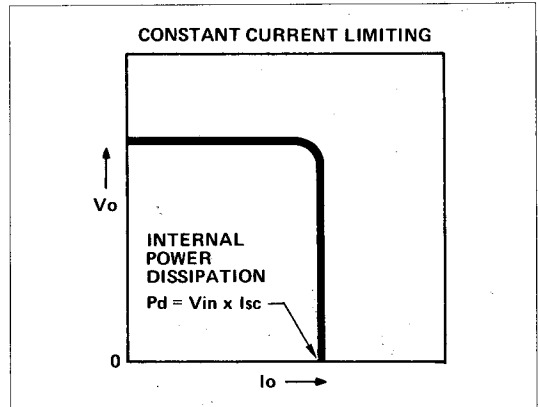 CONSTANT CURRENT LIMITING
Vo
INTERNAL
POWER
DISSIPATION
Pd = Vin x Isc
0
Io